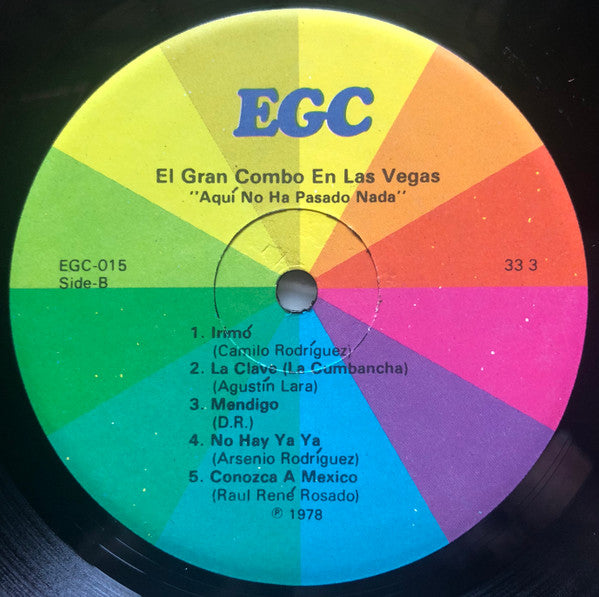 EGC
El Gran Combo En Las Vegas
"Aquí No Ha Pasado Nada"
EGC-015
33 3
Side-B
1. Irimó
(Camilo Rodríguez)
2. La Clave (La Cumbancha)
(Agustín Lara)
3. Mendigo
(D.R.)
4. No Hay Ya Ya
(Arsenio Rodríguez)
5. Conozca A Mexico
(Raul René Rosado)
℗ 1978